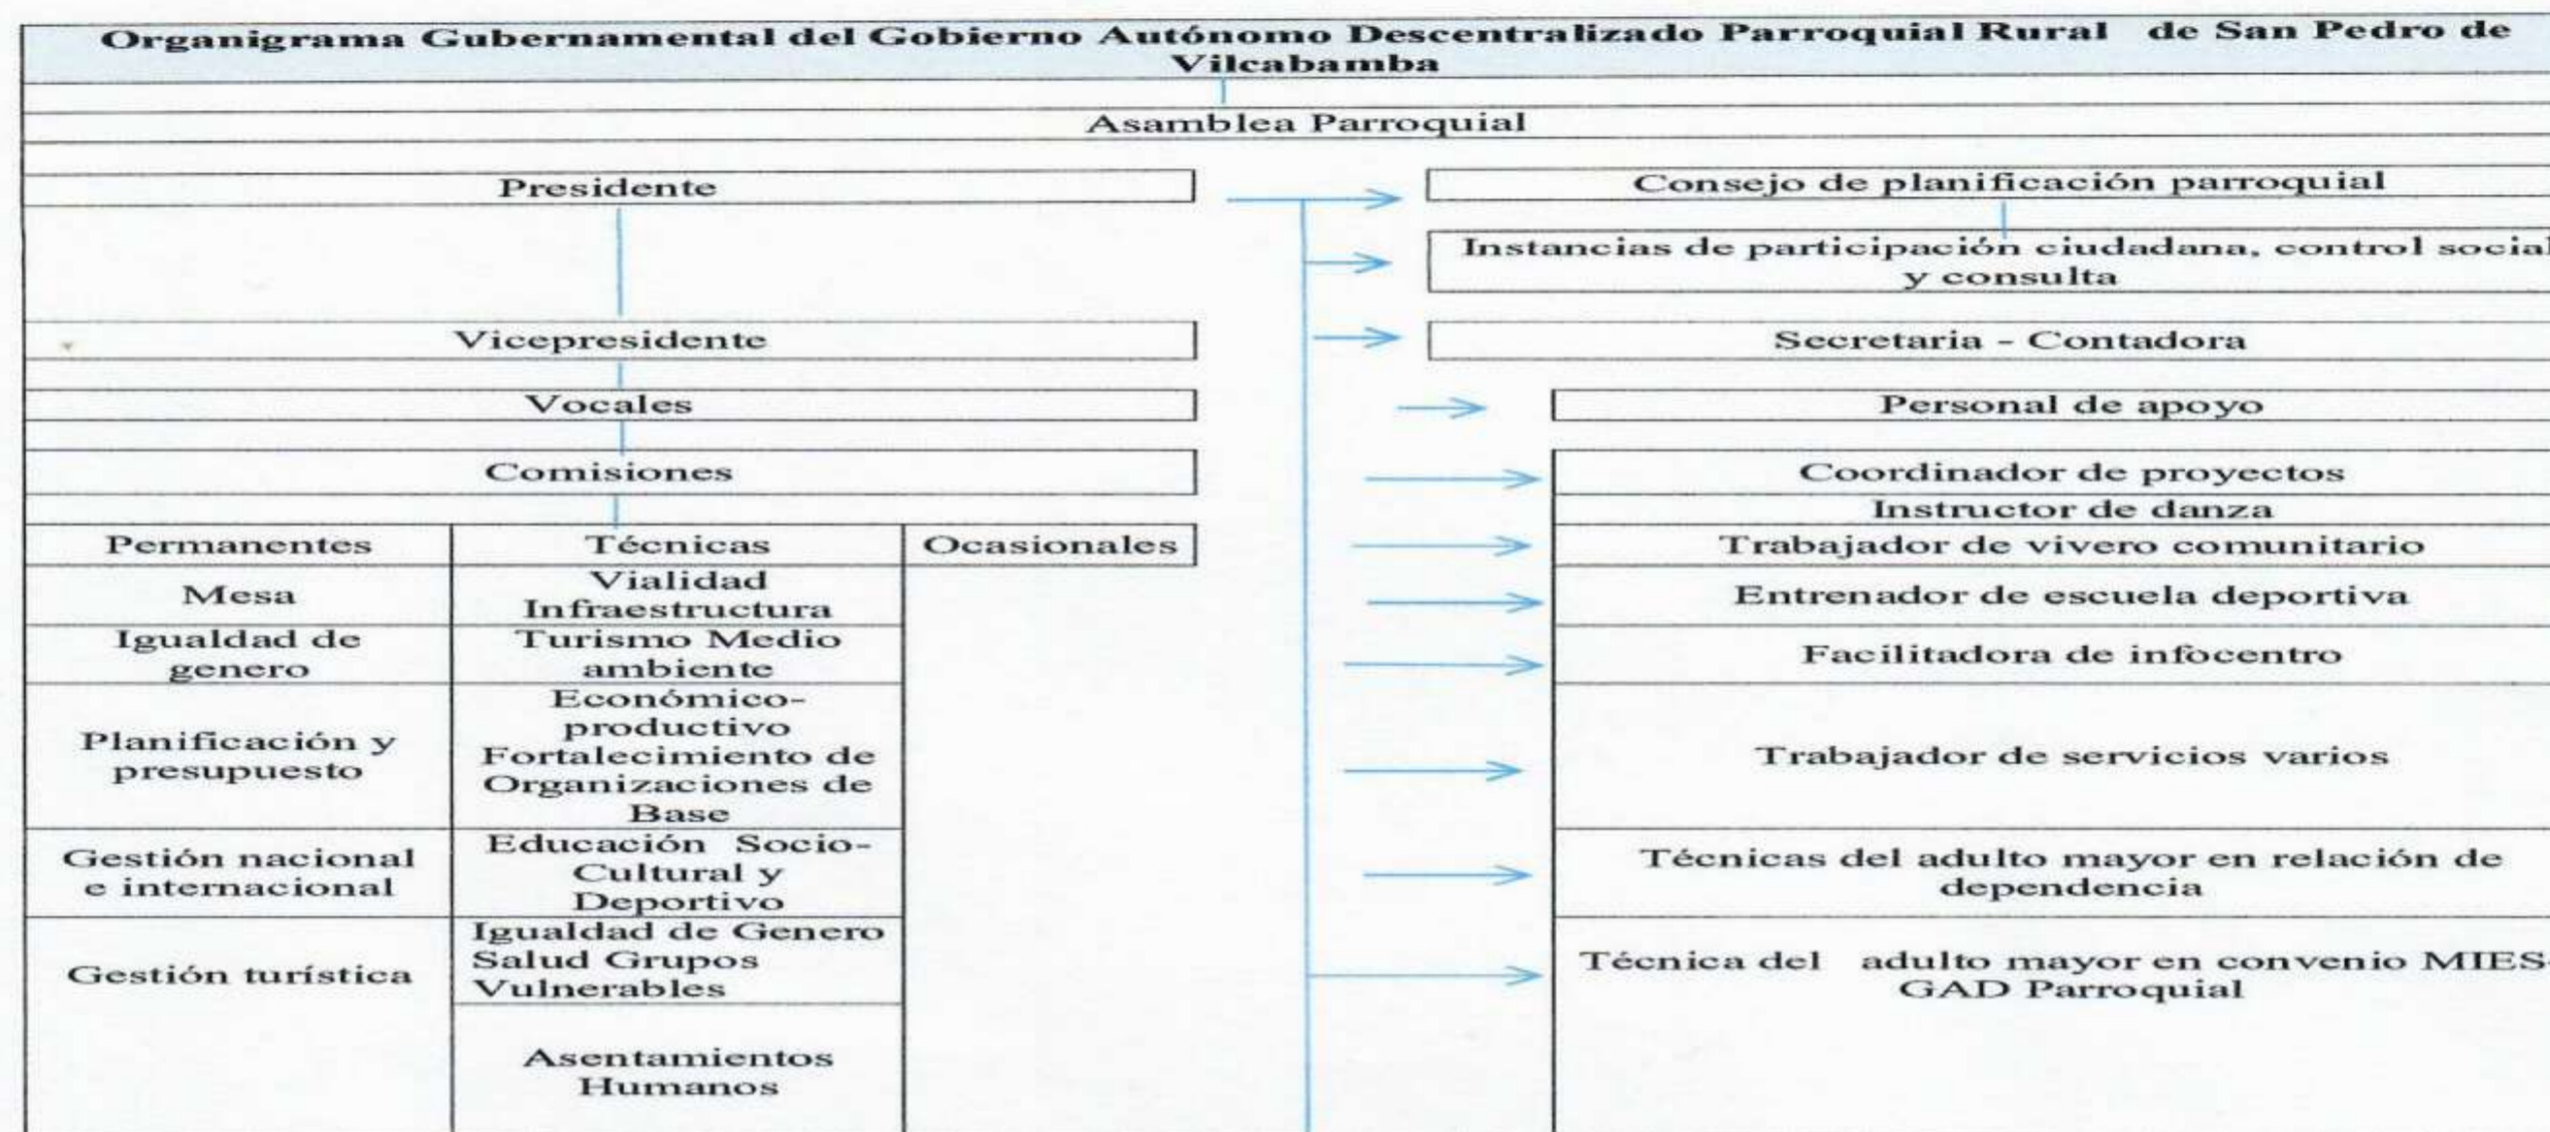 Organigrama Gubernamental del Gobierno Autónomo Descentralizado Parroquial Rural de San Pedro de
Vilcabamba
Asamblea Parroquial
Presidente
Consejo de planificación parroquial
Instancias de participación ciudadana, control social
y consulta
Vicepresidente
Secretaria - Contadora
Vocales
Personal de apoyo
Comisiones
Coordinador de proyectos
Instructor de danza
Permanentes
Técnicas
Ocasionales
Trabajador de vivero comunitario
Mesa
Vialidad
Infraestructura
Entrenador de escuela deportiva
Igualdad de
genero
Turismo Medio
ambiente
Facilitadora de infocentro
Planificación y
presupuesto
Económico-
productivo
Fortalecimiento de
Organizaciones de
Base
Trabajador de servicios varios
Gestión nacional
e internacional
Educación Socio-
Cultural y
Deportivo
Técnicas del adulto mayor en relación de
dependencia
Gestión turística
Igualdad de Genero
Salud Grupos
Vulnerables
Técnica del adulto mayor en convenio MIES-
GAD Parroquial
Asentamientos
Humanos